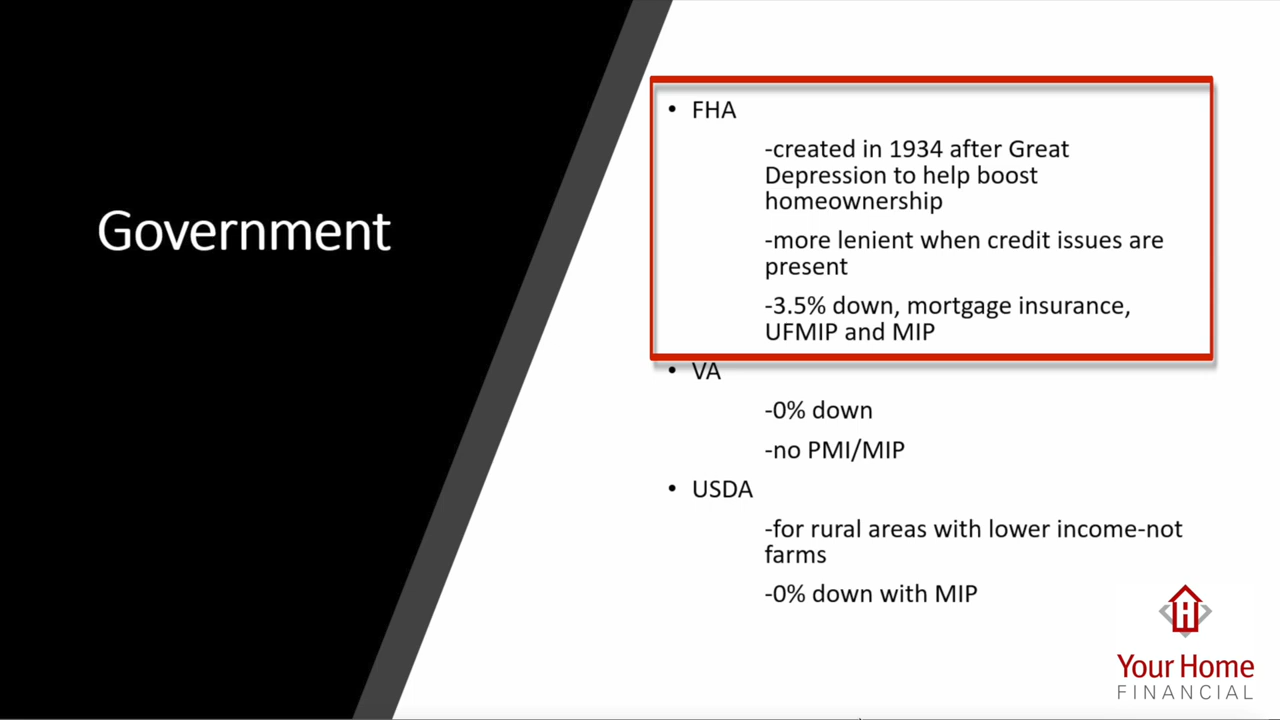 Government
• FHA
-created in 1934 after Great
Depression to help boost
homeownership
-more lenient when credit issues are
present
-3.5% down, mortgage insurance,
UFMIP and MIP
• VA
-0% down
-no PMI/MIP
• USDA
-for rural areas with lower income-not
farms
-0% down with MIP
H
Your Home
FINANCIAL